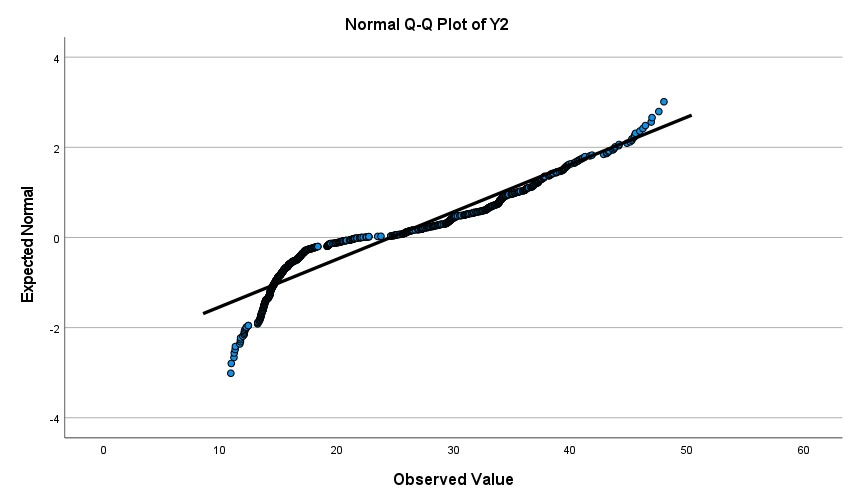 Normal Q-Q Plot of Y2
4
2
0
-2
-4
Expected Normal
0 10 20 30 40 50 60
Observed Value